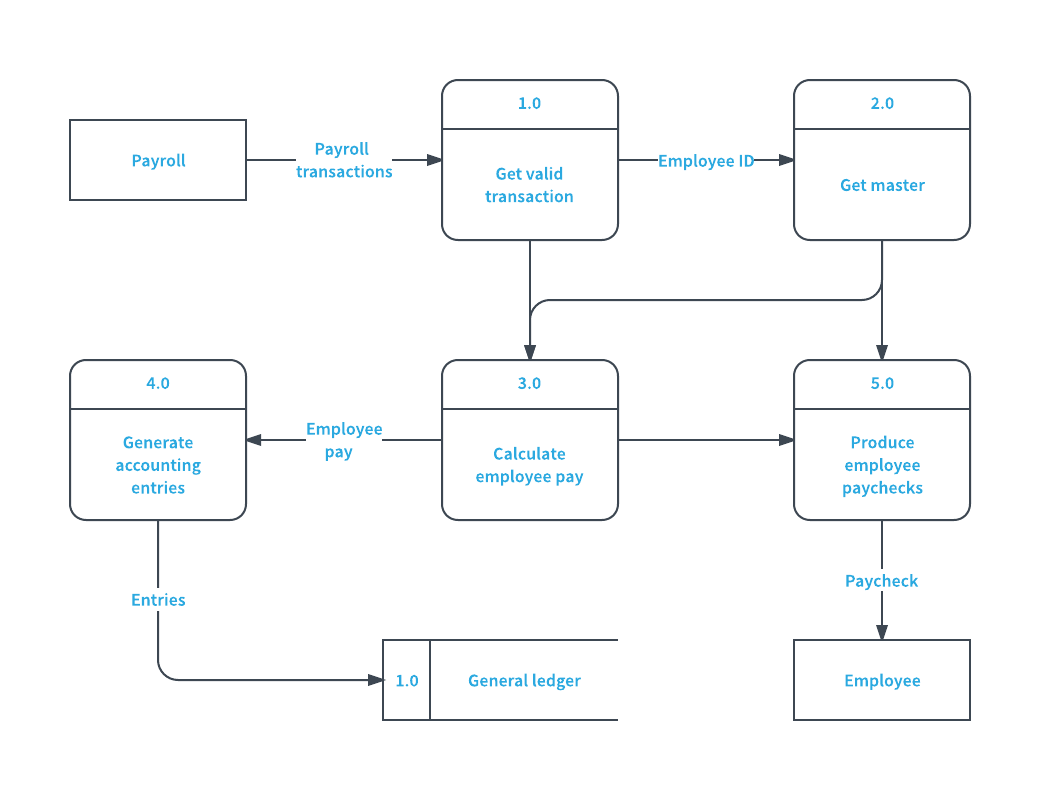 1.0
2.0
Payroll
Payroll
transactions
Get valid
transaction
Employee ID
Get master
4.0
3.0
5.0
Generate
accounting
entries
Employee
pay
Calculate
employee pay
Produce
employee
paychecks
Entries
Paycheck
1.0
General ledger
Employee